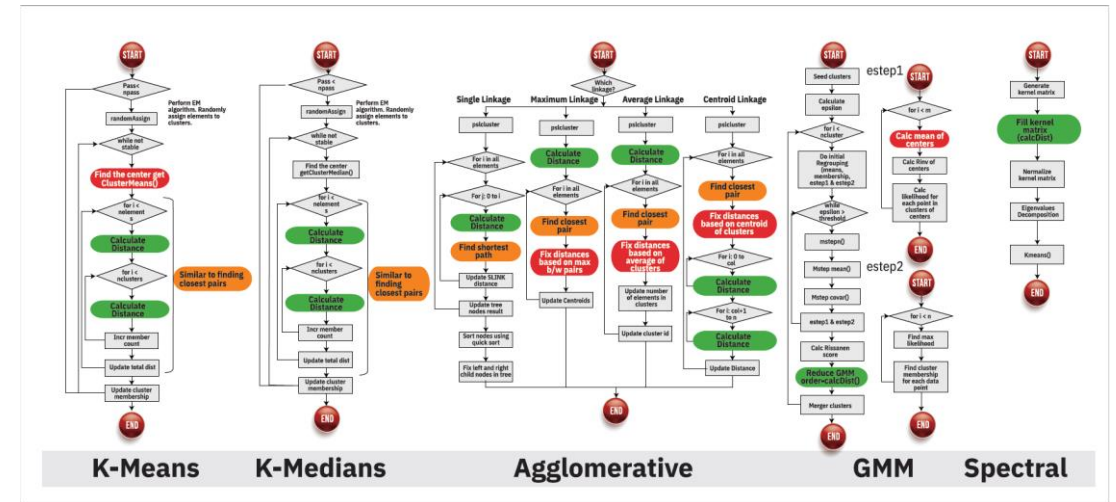 START
Pass<
npass
Perform EM
algorithm. Randomly
assign elements to
clusters.
randomAssign
while not
stable
Find the center get
ClusterMeans()
for i <
nelement
s
Calculate
Distance
for i <
nclusters
Similar to finding
closest pairs
Calculate
Distance
Incr member
count
Update total dist
Update cluster
membership
END
K-Means
START
Pass <
npass
Perform EM
algorithm. Randomly
assign elements to
clusters.
randomAssign
while not
stable
Find the center
getClusterMedian()
for i <
nelement
s
Calculate
Distance
for i <
nclusters
Similar to
finding
closest pairs
Calculate
Distance
Incr member
count
Update total dist
Update cluster
membership
END
K-Medians
START
Which
linkage?
Single Linkage
pslcluster
For i in all
elements
For j: 0 to i
Calculate
Distance
Find shortest
path
Update SLINK
distance
Update tree
nodes result
Sort nodes using
quick sort
Fix left and right
child nodes in tree
Maximum Linkage
pslcluster
Calculate
Distance
For i in all
elements
Find closest
pair
Fix distances
based on max
b/w pairs
Update Centroids
Average Linkage
pslcluster
Calculate
Distance
For i in all
elements
Find closest
pair
Fix distances
based on
average of
clusters
Update number
of elements in
clusters
Update cluster id
Centroid Linkage
pslcluster
For i in all
elements
Find closest
pair
Fix distances
based on centroid
of clusters
For i: 0 to
col
Calculate
Distance
For i: col+1
to n
Calculate
Distance
Update Distance
END
Agglomerative
START
Seed clusters
Calculate
epsilon
for i <
ncluster
Do initial
Regrouping
(means,
membership,
estep1 & estep2
while
epsilon >
threshold
mstepn()
Mstep mean()
Mstep covar()
estep1 & estep2
Calc Rissanen
score
Reduce GMM
order=calcDist()
Merger clusters
END
estep1
START
for i < m
Calc mean of
centers
Calc Rinv of
centers
Calc
likelihood for
each point in
clusters of
centers
END
estep2
START
for i < n
Find max
likelihood
Find cluster
membership
for each data
point
END
GMM
START
Generate
kernel matrix
Fill kernel
matrix
(calcDist)
Normalize
kernel matrix
Eigenvalues
Decomposition
Kmeans()
END
Spectral